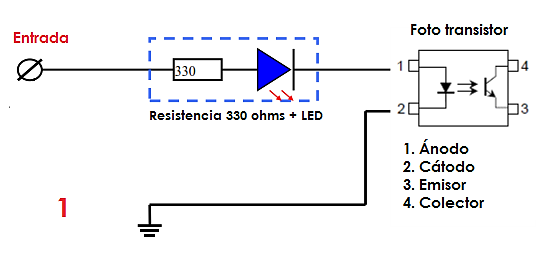 Foto transistor
Entrada
330
1
4
2
3
Resistencia 330 ohms + LED
1. Ánodo
2. Cátodo
3. Emisor
4. Colector
1